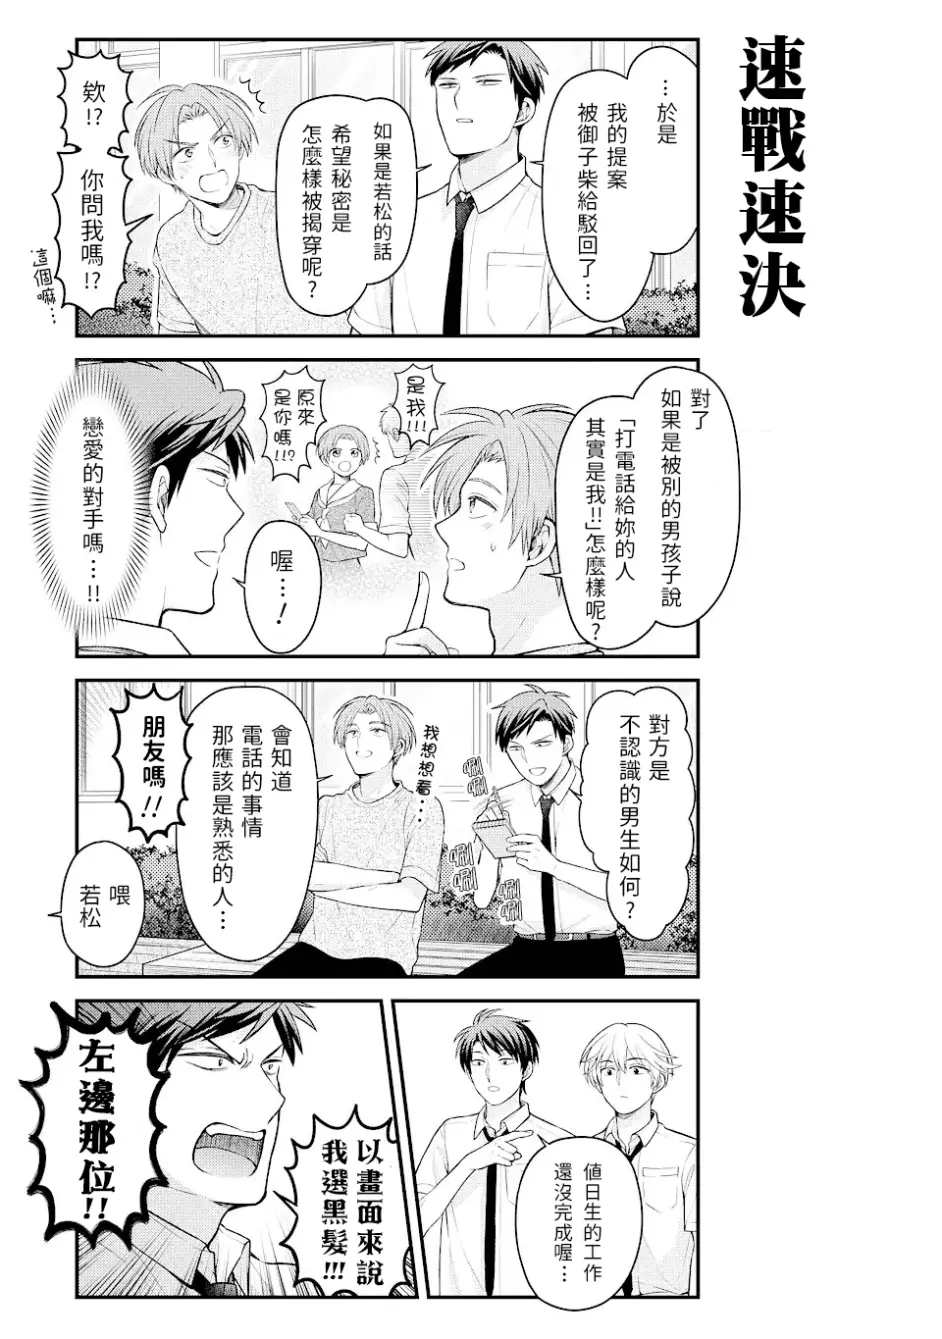 速戰速決
…於是
我的提案
被御子柴給駁回了…
如果是若松的話
希望秘密是
怎麼樣被揭穿呢?
欸!?
你問我嗎!?
這個嘛…
對了
如果是被別的男孩子說
「打電話給妳的人
其實是我!!」怎麼樣呢?
是我!!!
原來
是你嗎!!?
喔…!
戀愛的對手嗎…!!
對方是
不認識的男生如何?
唰唰
唰唰
唰唰
我想想看…
會知道
電話的事情
那應該是熟悉的人…
朋友嗎!!
喂
若松
值日生的工作
還沒完成喔…
以畫面來說
我選黑髮!!!
左邊那位!!